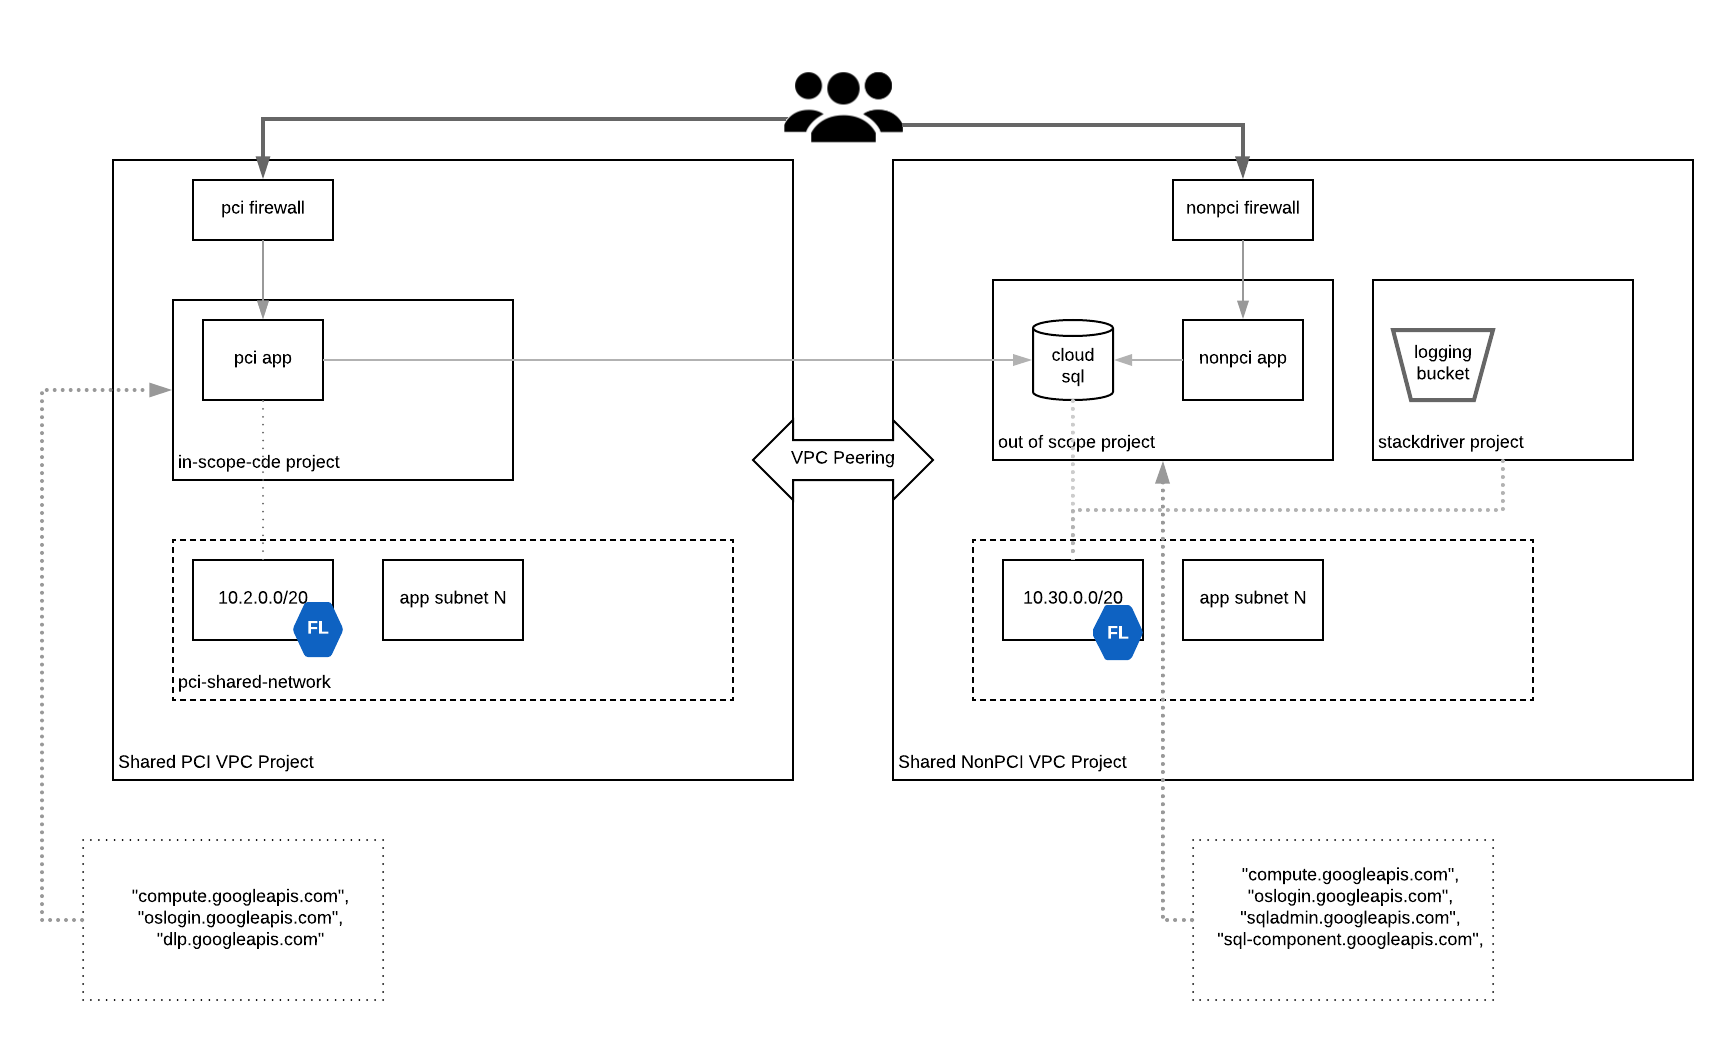 pci firewall
nonpci firewall
pci app
cloud
sql
nonpci app
logging
bucket
in-scope-cde project
VPC Peering
out of scope project
stackdriver project
10.2.0.0/20
FL
app subnet N
pci-shared-network
10.30.0.0/20
FL
app subnet N
Shared PCI VPC Project
Shared NonPCI VPC Project
"compute.googleapis.com",
"oslogin.googleapis.com",
"dlp.googleapis.com"
"compute.googleapis.com",
"oslogin.googleapis.com",
"sqladmin.googleapis.com",
"sql-component.googleapis.com",